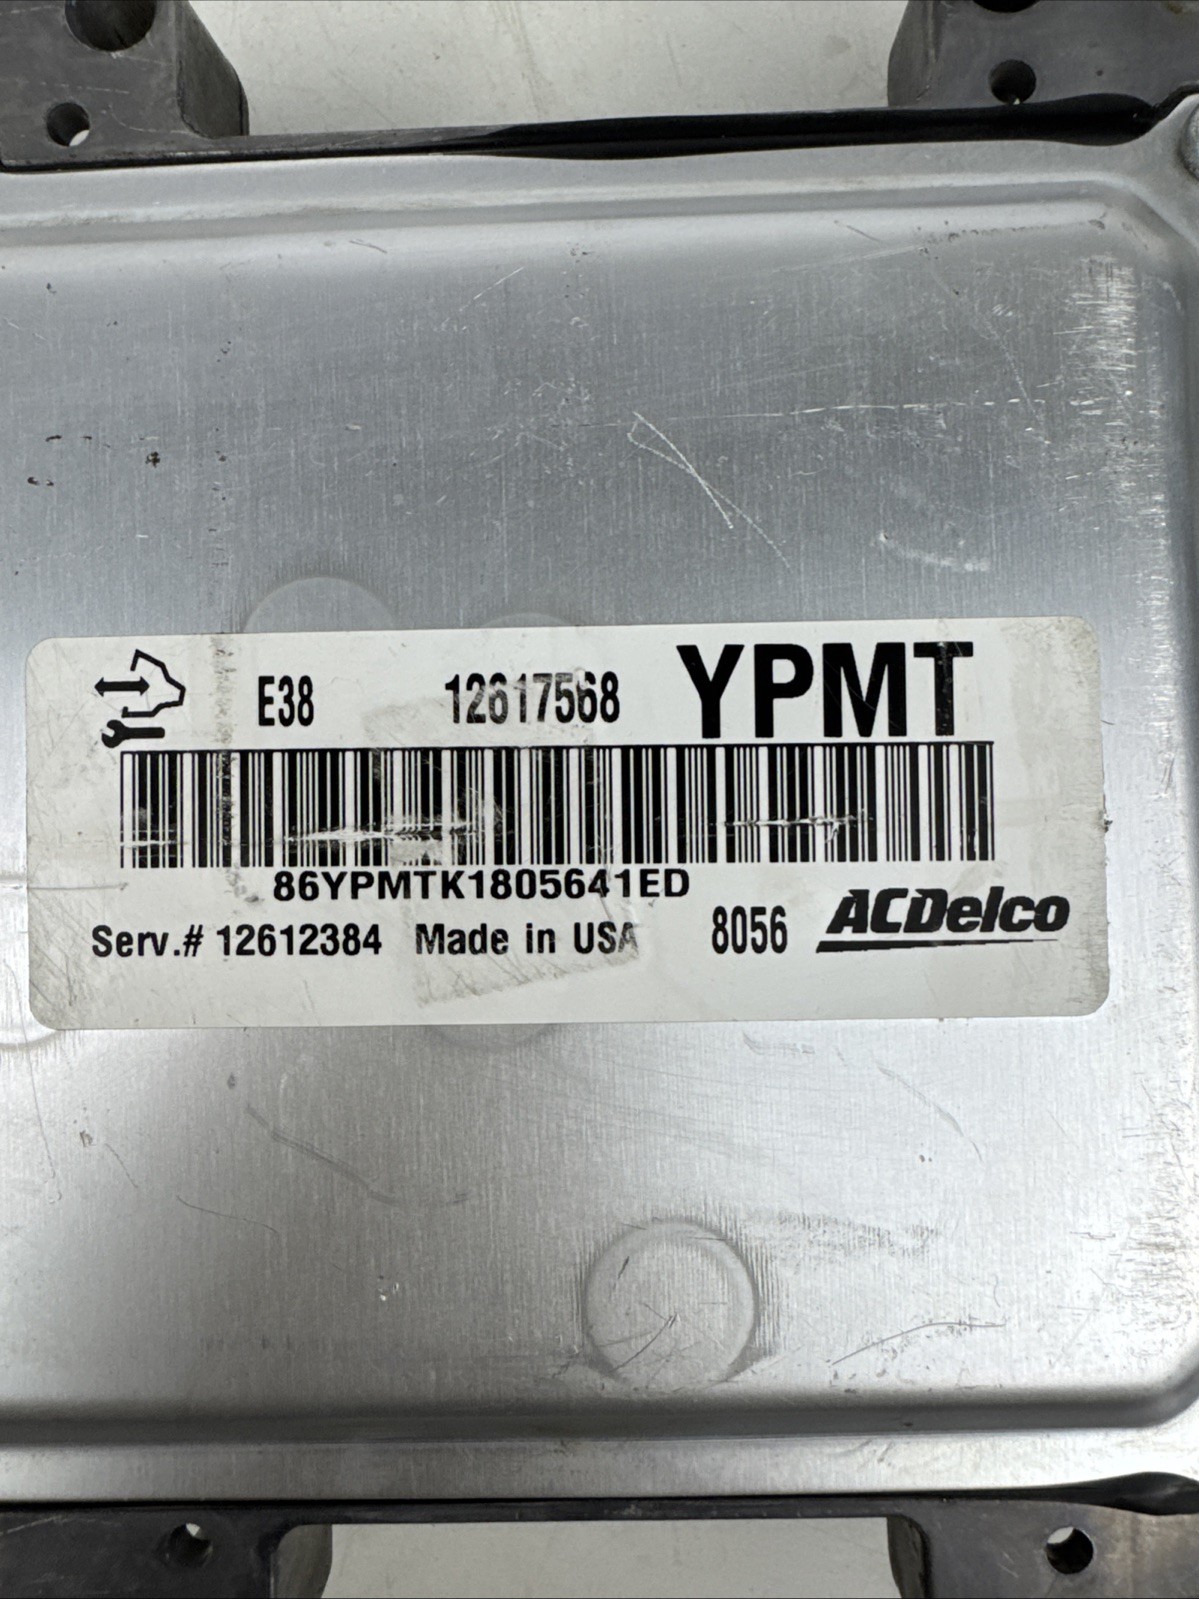 E38 12617568 YPMT
86YPMTK1805641ED
Serv.# 12612384 Made in USA 8056 ACDelco